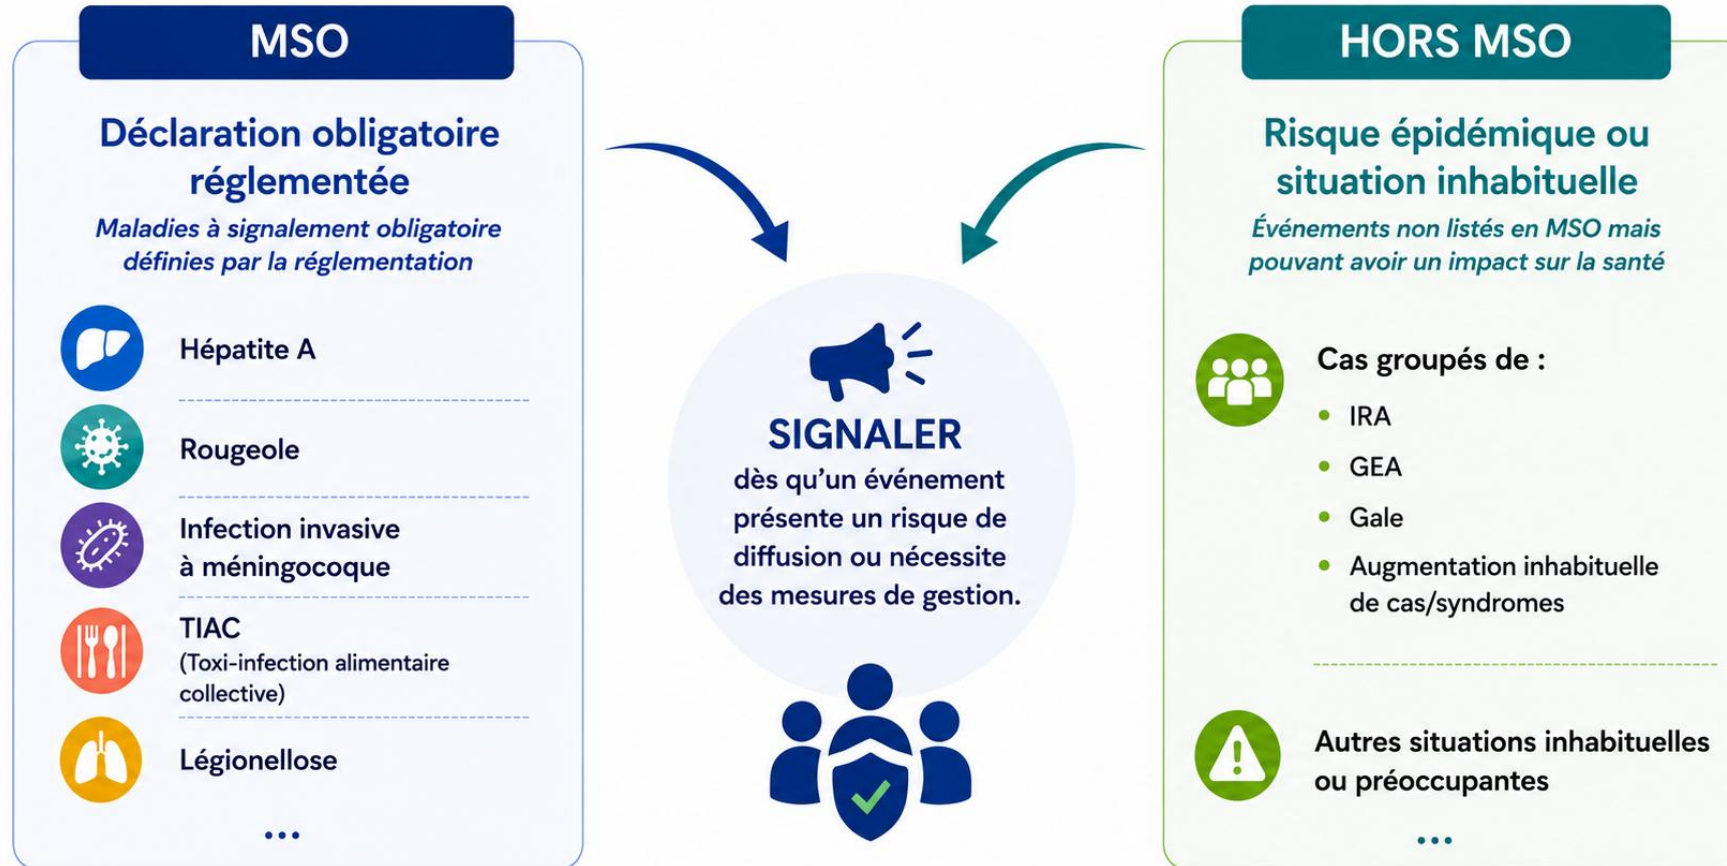 MSO
Déclaration obligatoire
réglementée
Maladies à signalement obligatoire
définies par la réglementation
Hépatite A
Rougeole
Infection invasive
à méningocoque
TIAC
(Toxi-infection alimentaire
collective)
Légionellose
...
SIGNALER
dès qu’un événement
présente un risque de
diffusion ou nécessite
des mesures de gestion.
HORS MSO
Risque épidémique ou
situation inhabituelle
Événements non listés en MSO mais
pouvant avoir un impact sur la santé
Cas groupés de :
• IRA
• GEA
• Gale
• Augmentation inhabituelle
de cas/syndromes
Autres situations inhabituelles
ou préoccupantes
...